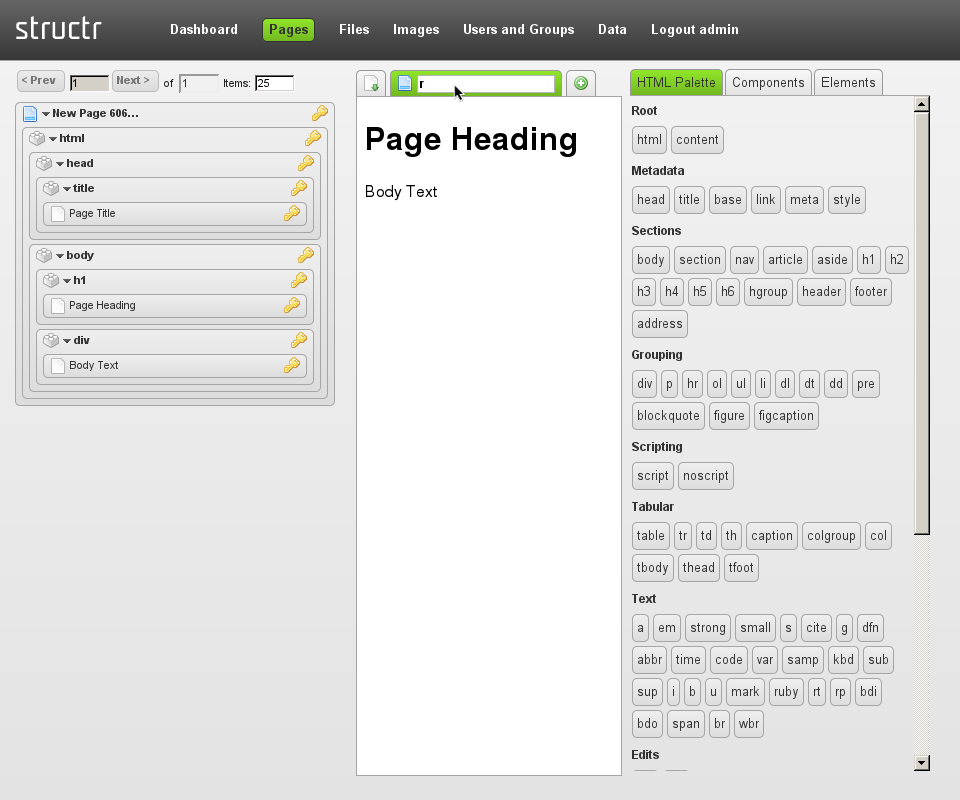 structr
Dashboard Pages Files Images Users and Groups Data Logout admin
< Prev 1 Next > of 1 Items: 25
New Page 606...
html
head
title
Page Title
body
h1
Page Heading
div
Body Text
r
Page Heading
Body Text
HTML Palette Components Elements
Root
html content
Metadata
head title base link meta style
Sections
body section nav article aside h1 h2
h3 h4 h5 h6 hgroup header footer
address
Grouping
div p hr ol ul li dl dt dd pre
blockquote figure figcaption
Scripting
script noscript
Tabular
table tr td th caption colgroup col
tbody thead tfoot
Text
a em strong small s cite g dfn
abbr time code var samp kbd sub
sup i b u mark ruby rt rp bdi
bdo span br wbr
Edits